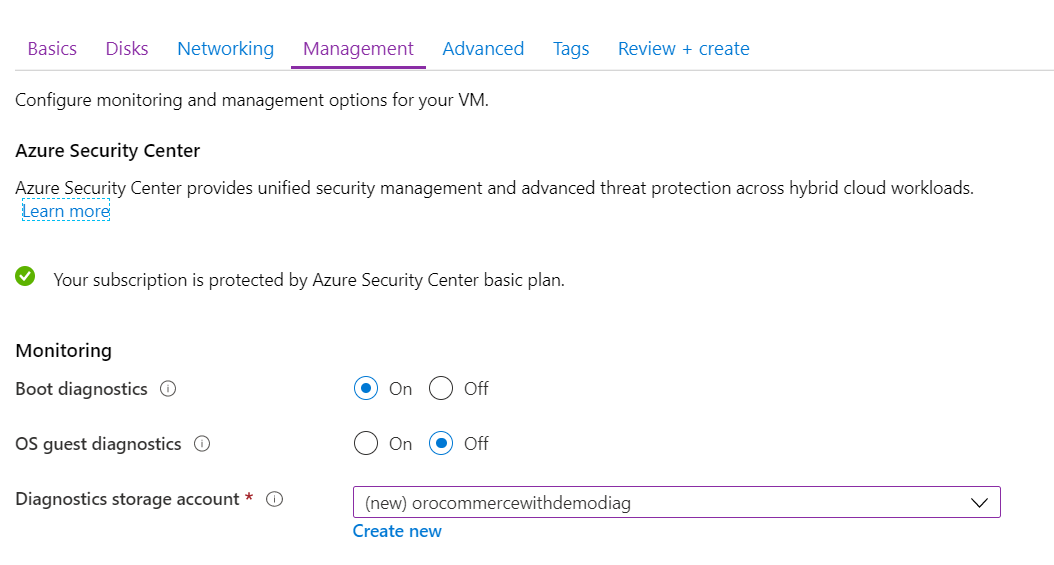 Basics Disks Networking Management Advanced Tags Review + create
Configure monitoring and management options for your VM.
Azure Security Center
Azure Security Center provides unified security management and advanced threat protection across hybrid cloud workloads.
Learn more
Your subscription is protected by Azure Security Center basic plan.
Monitoring
Boot diagnostics On Off
OS guest diagnostics On Off
Diagnostics storage account * (new) orocommercewithdemodiag
Create new